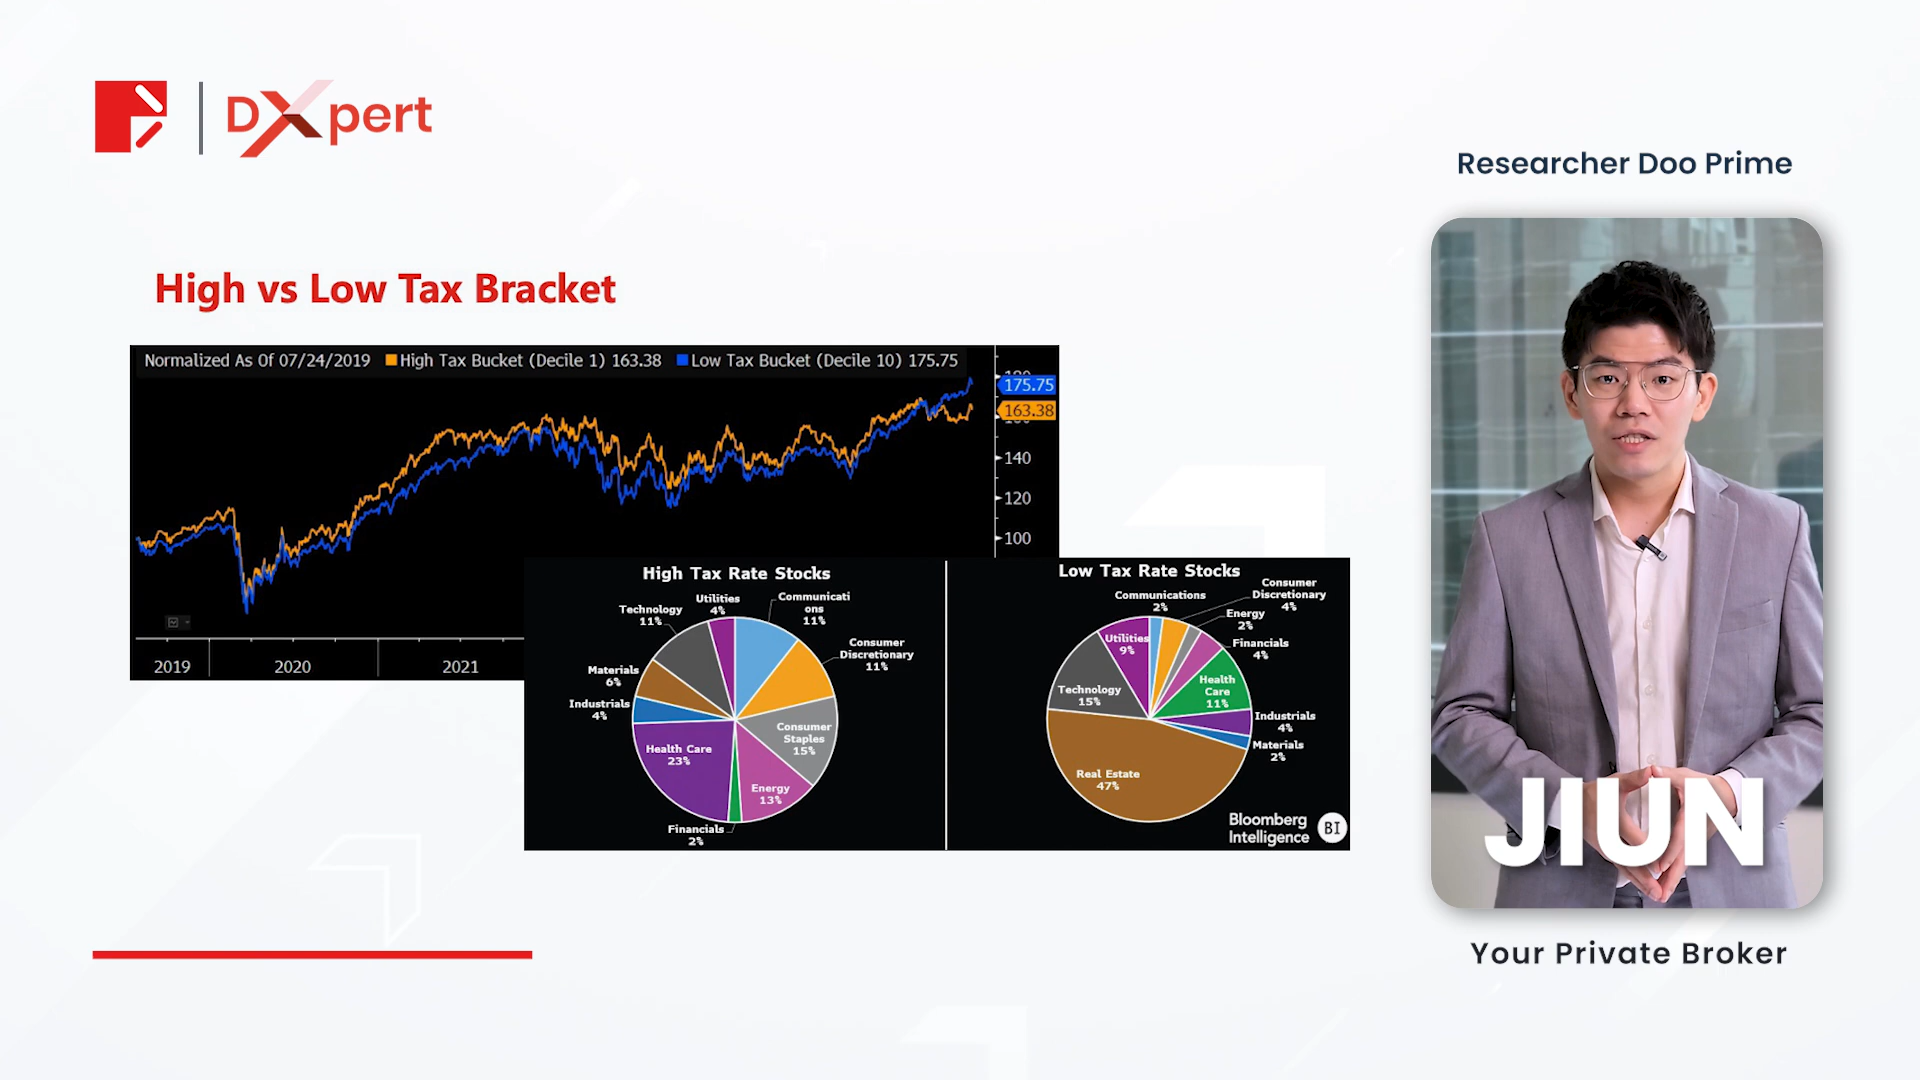 DXpert
Researcher Doo Prime
High vs Low Tax Bracket
Normalized As Of 07/24/2019 High Tax Bucket (Decile 1) 163.38 Low Tax Bucket (Decile 10) 175.75
180
175.75
163.38
160
140
120
100
2019 2020 2021
High Tax Rate Stocks
Utilities
4%
Communicati
ons
11%
Technology
11%
Consumer
Discretionary
11%
Materials
6%
Industrials
4%
Consumer
Staples
15%
Health Care
23%
Energy
13%
Financials
2%
Low Tax Rate Stocks
Communications
2%
Consumer
Discretionary
4%
Energy
2%
Utilities
9%
Financials
4%
Health
Care
11%
Technology
15%
Industrials
4%
Materials
2%
Real Estate
47%
Bloomberg
Intelligence
BI
JIUN
Your Private Broker